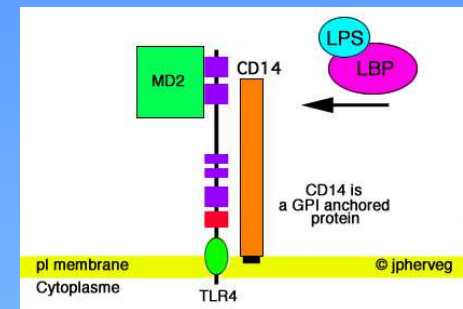 LPS
LBP
MD2
CD14
CD14 is
a GPI anchored
protein
pl membrane
© jpherveg
Cytoplasme
TLR4